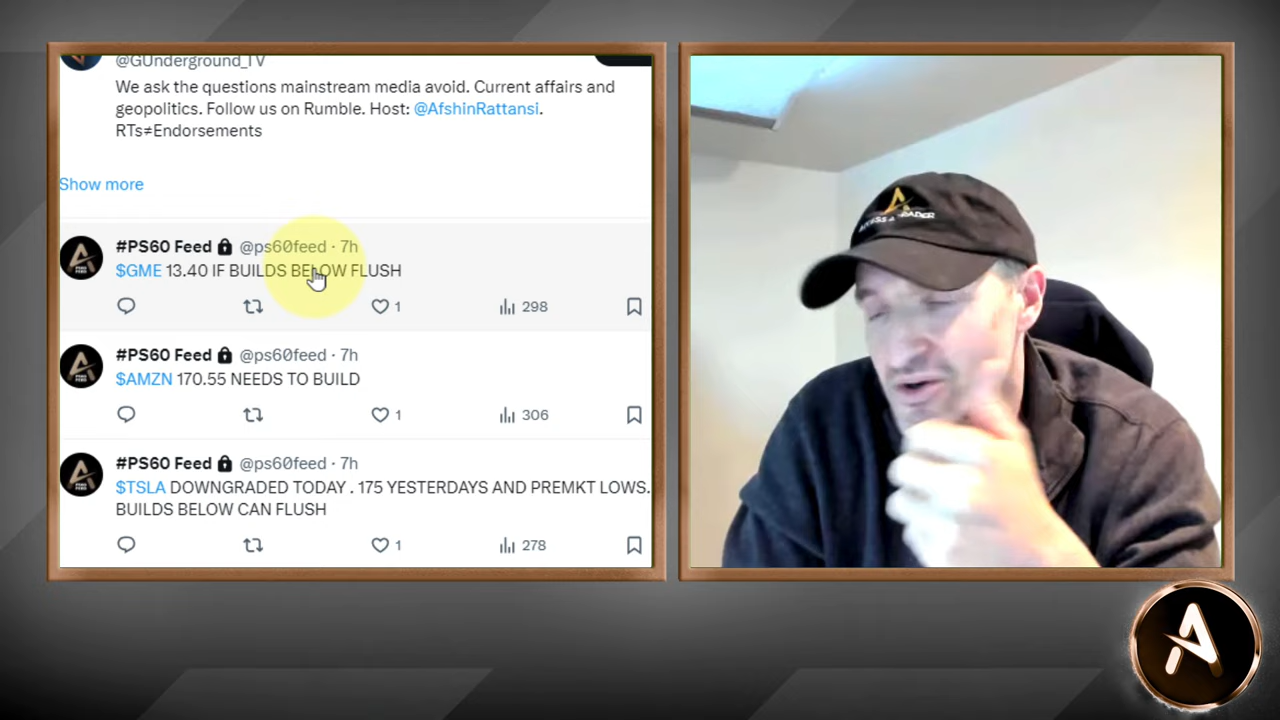 @GUnderground_TV
We ask the questions mainstream media avoid. Current affairs and
geopolitics. Follow us on Rumble. Host: @AfshinRattansi.
RTs≠Endorsements
Show more
#PS60 Feed @ps60feed · 7h
$GME 13.40 IF BUILDS BELOW FLUSH
1 298
#PS60 Feed @ps60feed · 7h
$AMZN 170.55 NEEDS TO BUILD
1 306
#PS60 Feed @ps60feed · 7h
$TSLA DOWNGRADED TODAY . 175 YESTERDAYS AND PREMKT LOWS.
BUILDS BELOW CAN FLUSH
1 278
ACCESS A TRADER